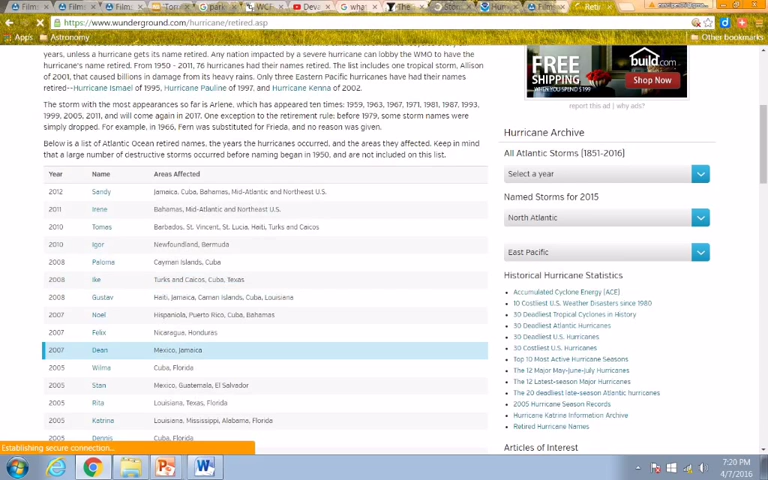 Film
Film
Film
Torr
park
WCC
Dev
what
The
Hur
Film
Reti
https://www.wunderground.com/hurricane/retired.asp
Apps
Astronomy
Other bookmarks
years, unless a hurricane gets its name retired. Any nation impacted by a severe hurricane can lobby the WMO to have the
hurricane's name retired. From 1950 - 2011, 76 hurricanes had their names retired. The list includes one tropical storm, Allison
of 2001, that caused billions in damage from its heavy rains. Only three Eastern Pacific hurricanes have had their names
retired--Hurricane Ismael of 1995, Hurricane Pauline of 1997, and Hurricane Kenna of 2002.
The storm with the most appearances so far is Arlene, which has appeared ten times: 1959, 1963, 1967, 1971, 1981, 1987, 1993,
1999, 2005, 2011, and will come again in 2017. One exception to the retirement rule: before 1979, some storm names were
simply dropped. For example, in 1966, Fern was substituted for Frieda, and no reason was given.
Below is a list of Atlantic Ocean retired names, the years the hurricanes occurred, and the areas they affected. Keep in mind
that a large number of destructive storms occurred before naming began in 1950, and are not included on this list.
Year Name Areas Affected
2012 Sandy Jamaica, Cuba, Bahamas, Mid-Atlantic and Northeast U.S.
2011 Irene Bahamas, Mid-Atlantic and Northeast U.S.
2010 Tomas Barbados, St. Vincent, St. Lucia, Haiti, Turks and Caicos
2010 Igor Newfoundland, Bermuda
2008 Paloma Cayman Islands, Cuba
2008 Ike Turks and Caicos, Cuba, Texas
2008 Gustav Haiti, Jamaica, Caman Islands, Cuba, Louisiana
2007 Noel Hispaniola, Puerto Rico, Cuba, Bahamas
2007 Felix Nicaragua, Honduras
2007 Dean Mexico, Jamaica
2005 Wilma Cuba, Florida
2005 Stan Mexico, Guatemala, El Salvador
2005 Rita Louisiana, Texas, Florida
2005 Katrina Louisiana, Mississippi, Alabama, Florida
2005 Dennis Cuba, Florida
FREE
SHIPPING
build.com
Shop Now
report this ad | why ads?
Hurricane Archive
All Atlantic Storms (1851-2016)
Select a year
Named Storms for 2015
North Atlantic
East Pacific
Historical Hurricane Statistics
Accumulated Cyclone Energy (ACE)
10 Costliest U.S. Weather Disasters since 1980
30 Deadliest Tropical Cyclones in History
30 Deadliest Atlantic Hurricanes
30 Deadliest U.S. Hurricanes
30 Costliest U.S. Hurricanes
Top 10 Most Active Hurricane Seasons
The 12 Major May-June-July Hurricanes
The 12 Latest-season Major Hurricanes
The 20 deadliest late-season Atlantic hurricanes
2005 Hurricane Season Records
Hurricane Katrina Information Archive
Retired Hurricane Names
Articles of Interest
Establishing secure connection...
7:20 PM
4/7/2016